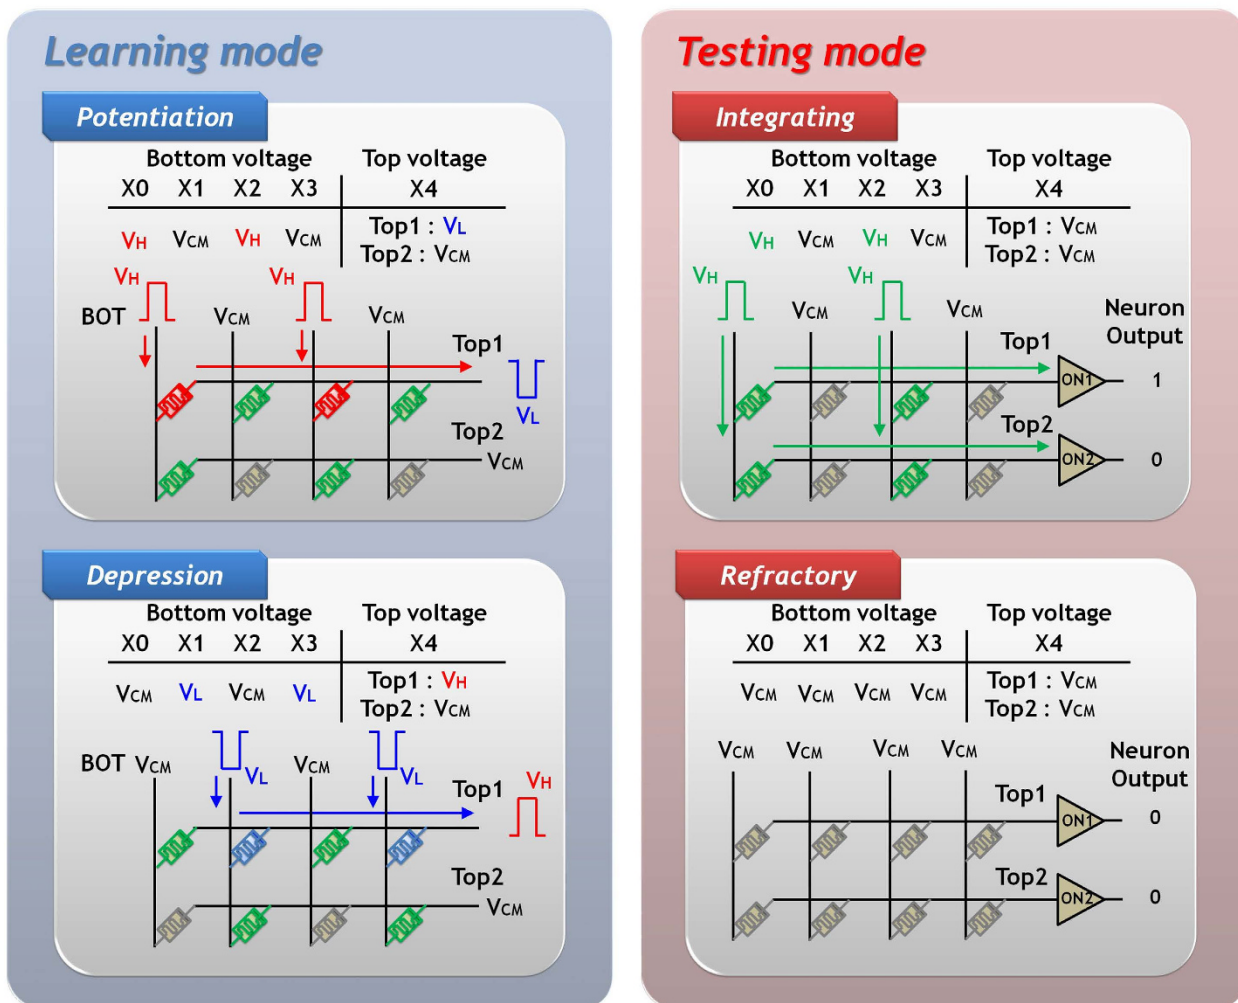 Learning mode
Potentiation
Bottom voltage Top voltage
X0 X1 X2 X3 X4
VH VCM VH VCM Top1 : VL
Top2 : VCM
VH VH
BOT VCM VCM
Top1
VL
Top2
VCM
Depression
Bottom voltage Top voltage
X0 X1 X2 X3 X4
VCM VL VCM VL Top1 : VH
Top2 : VCM
BOT VCM VL VCM VL
Top1 VH
Top2
VCM
Testing mode
Integrating
Bottom voltage Top voltage
X0 X1 X2 X3 X4
VH VCM VH VCM Top1 : VCM
Top2 : VCM
VH VH
VCM VCM Neuron
Output
Top1
ON1 1
Top2
ON2 0
Refractory
Bottom voltage Top voltage
X0 X1 X2 X3 X4
VCM VCM VCM VCM Top1 : VCM
Top2 : VCM
VCM VCM VCM VCM Neuron
Output
Top1
ON1 0
Top2
ON2 0